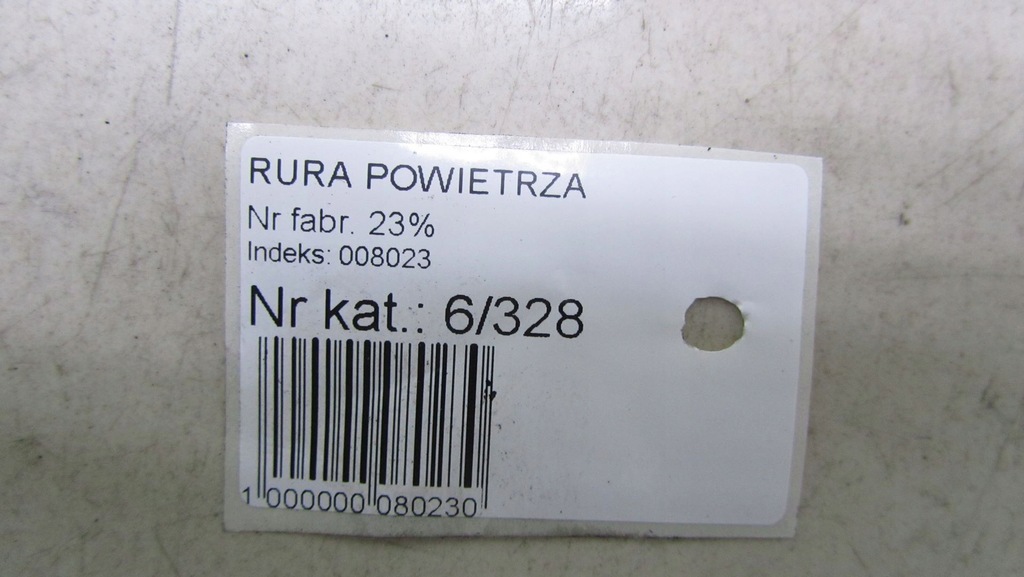 RURA POWIETRZA
Nr fabr. 23%
Indeks: 008023
Nr kat.: 6/328
1 000000 080230